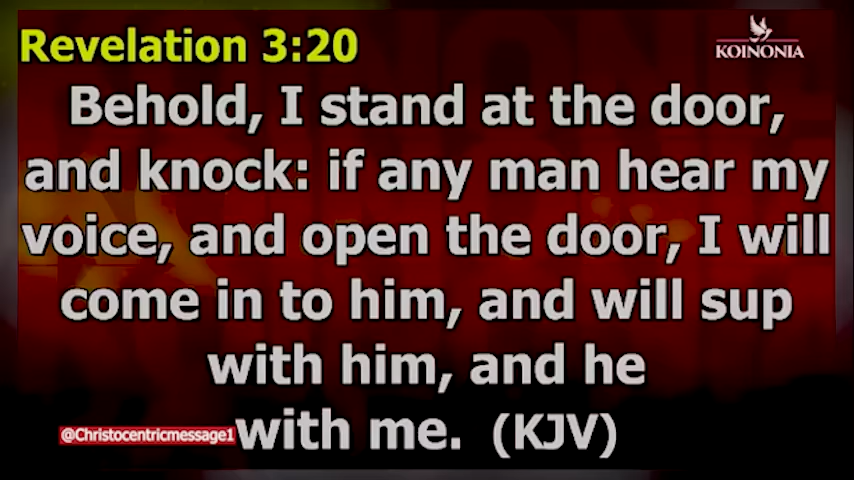 Revelation 3:20
KOINONIA
Behold, I stand at the door,
and knock: if any man hear my
voice, and open the door, I will
come in to him, and will sup
with him, and he
with me. (KJV)
@Christocentricmessage1